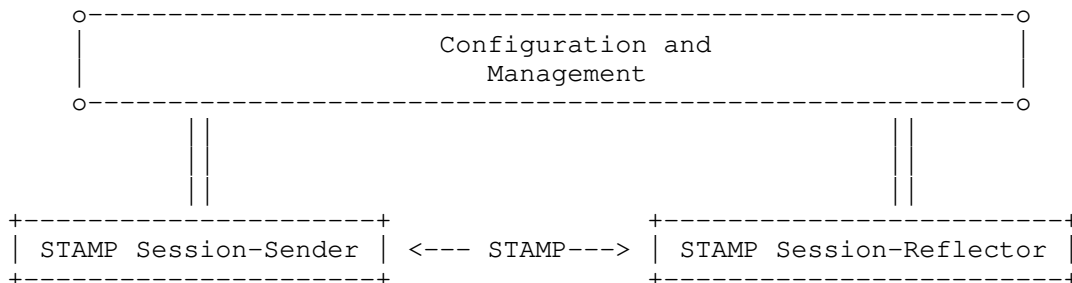 Configuration and
Management
STAMP Session-Sender <--- STAMP---> STAMP Session-Reflector